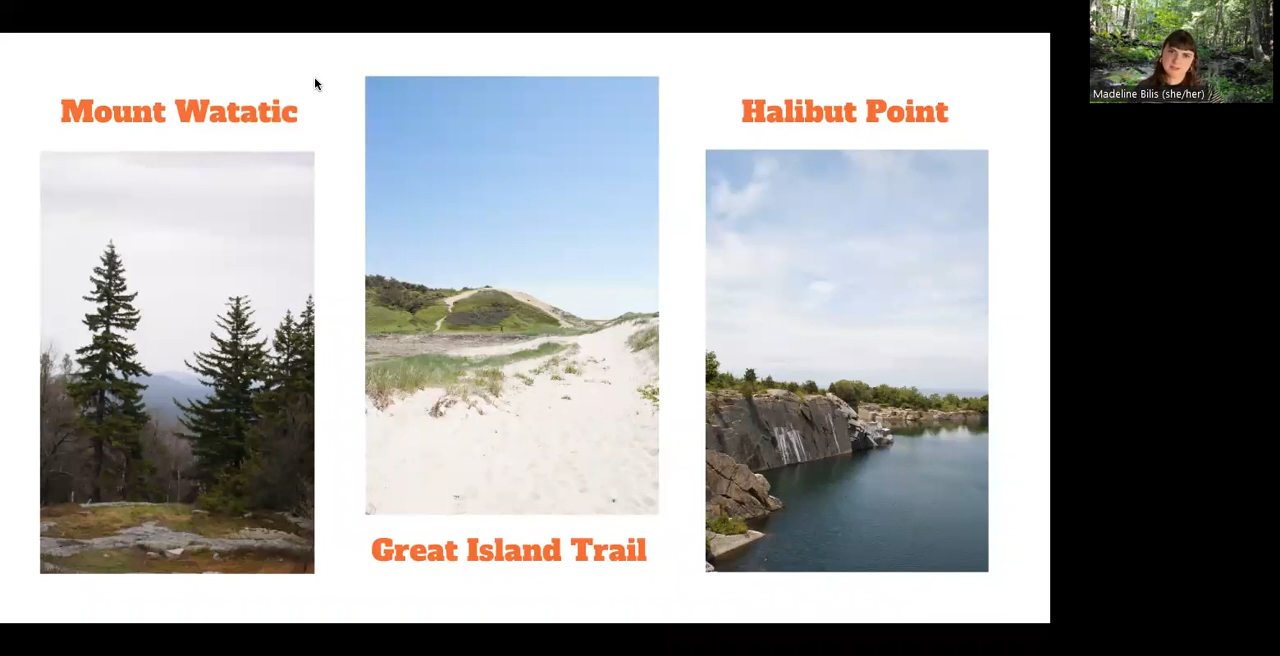 Mount Watatic
Great Island Trail
Halibut Point
Madeline Bilis (she/her)